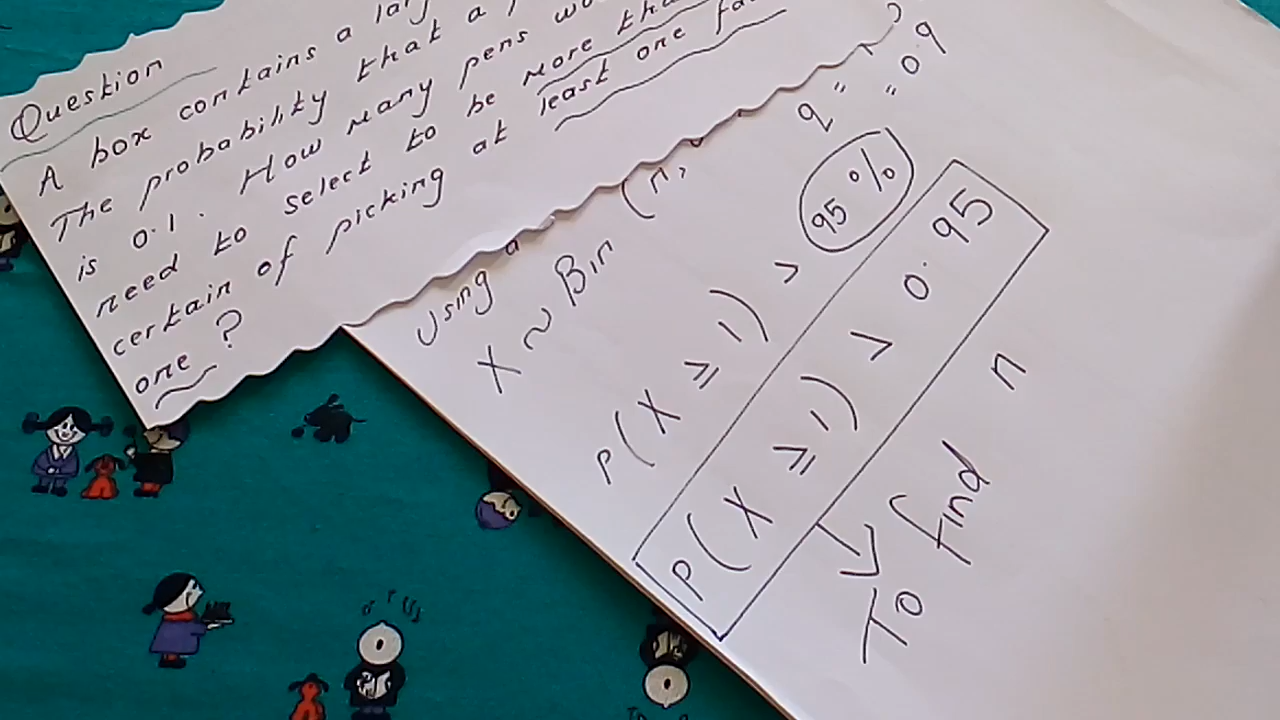 Question
A box contains a
The probability that a
is 0.1. How many pens
need to select to be more
certain of picking at least one
one?
Using a
X ~ Bin (n,
q =
= 0.9
P(X ≥ 1) > 95%
P(X ≥ 1) > 0.95
To find n